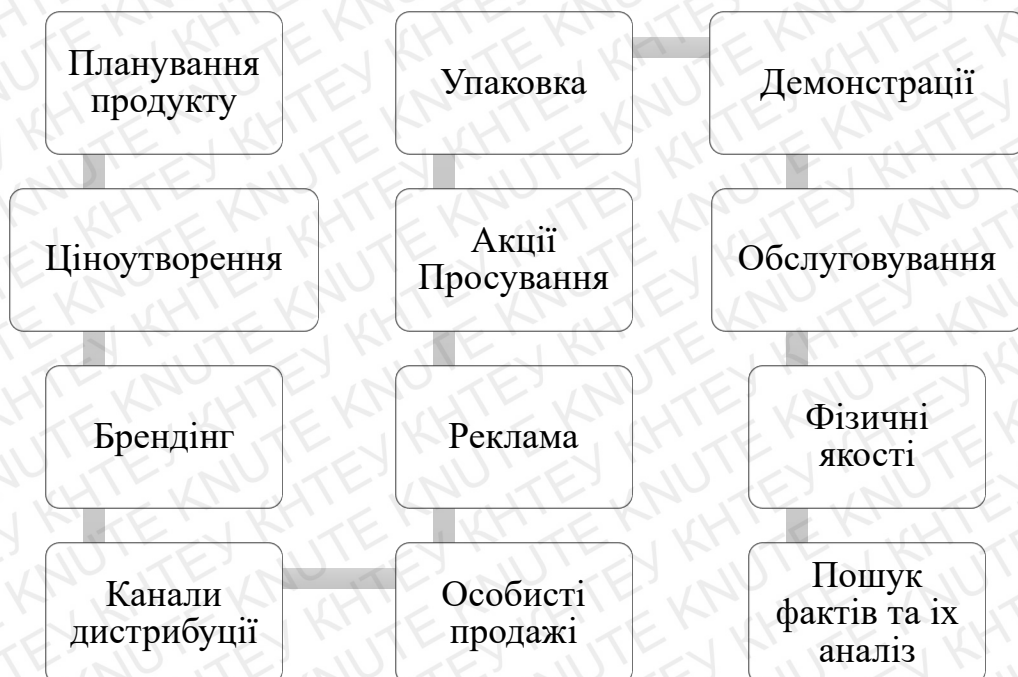 Планування
продукту
Ціноутворення
Брендінг
Канали
дистрибуції
Особисті
продажі
Реклама
Акції
Просування
Упаковка
Демонстрації
Обслуговування
Фізичні
якості
Пошук
фактів та іх
аналіз